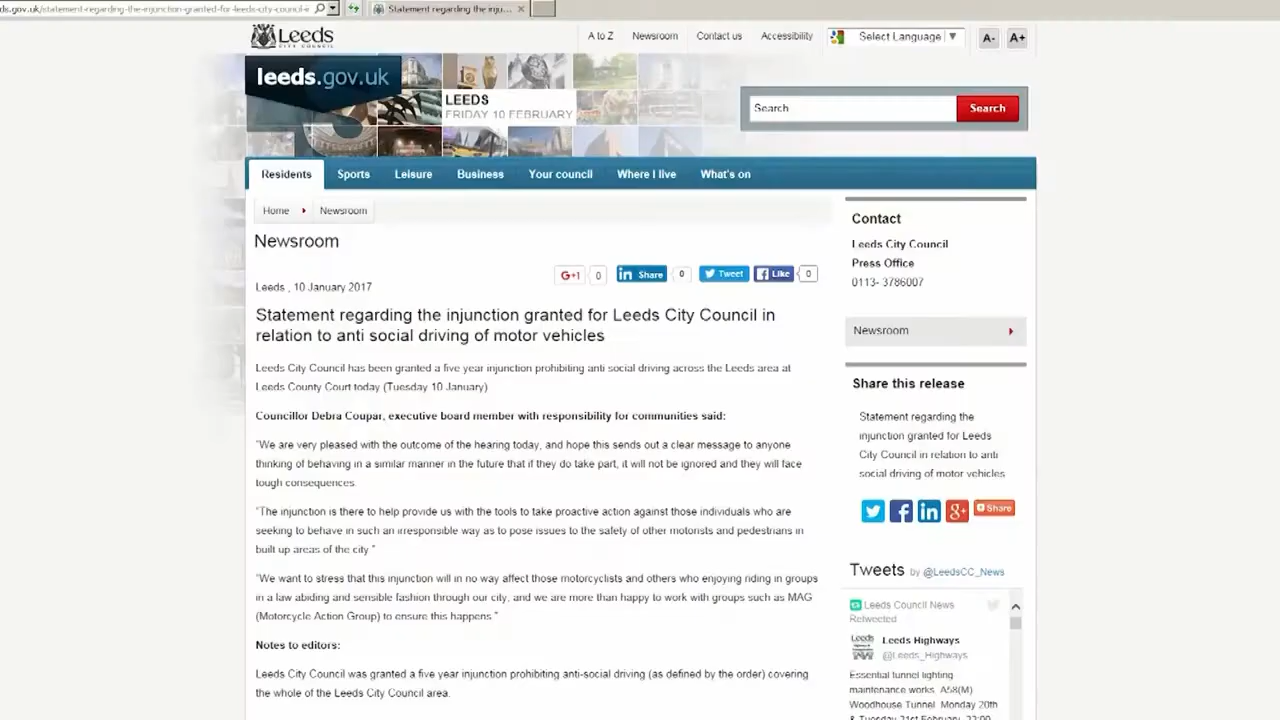 ds.gov.uk/statement-regarding-the-injunction-granted-for-leeds-city-council-i
Statement regarding the inju...
Leeds
CITY COUNCIL
A to Z Newsroom Contact us Accessibility Select Language ▼ A- A+
leeds.gov.uk
LEEDS
FRIDAY 10 FEBRUARY
Search Search
Residents Sports Leisure Business Your council Where I live What's on
Home Newsroom
Newsroom
G+1 0 in Share 0 Tweet Like 0
Leeds , 10 January 2017
Statement regarding the injunction granted for Leeds City Council in
relation to anti social driving of motor vehicles
Leeds City Council has been granted a five year injunction prohibiting anti social driving across the Leeds area at
Leeds County Court today (Tuesday 10 January)
Councillor Debra Coupar, executive board member with responsibility for communities said:
"We are very pleased with the outcome of the hearing today, and hope this sends out a clear message to anyone
thinking of behaving in a similar manner in the future that if they do take part, it will not be ignored and they will face
tough consequences.
"The injunction is there to help provide us with the tools to take proactive action against those individuals who are
seeking to behave in such an irresponsible way as to pose issues to the safety of other motorists and pedestrians in
built up areas of the city "
"We want to stress that this injunction will in no way affect those motorcyclists and others who enjoying riding in groups
in a law abiding and sensible fashion through our city, and we are more than happy to work with groups such as MAG
(Motorcycle Action Group) to ensure this happens."
Notes to editors:
Leeds City Council was granted a five year injunction prohibiting anti-social driving (as defined by the order) covering
the whole of the Leeds City Council area.
Contact
Leeds City Council
Press Office
0113- 3786007
Newsroom
Share this release
Statement regarding the
injunction granted for Leeds
City Council in relation to anti
social driving of motor vehicles
in g+ Share
Tweets by @LeedsCC_News
Leeds Council News
Retweeted
Leeds Highways
@Leeds_Highways
Essential tunnel lighting
maintenance works. A58(M)
Woodhouse Tunnel. Monday 20th
& Tuesday 21st February, 22:00